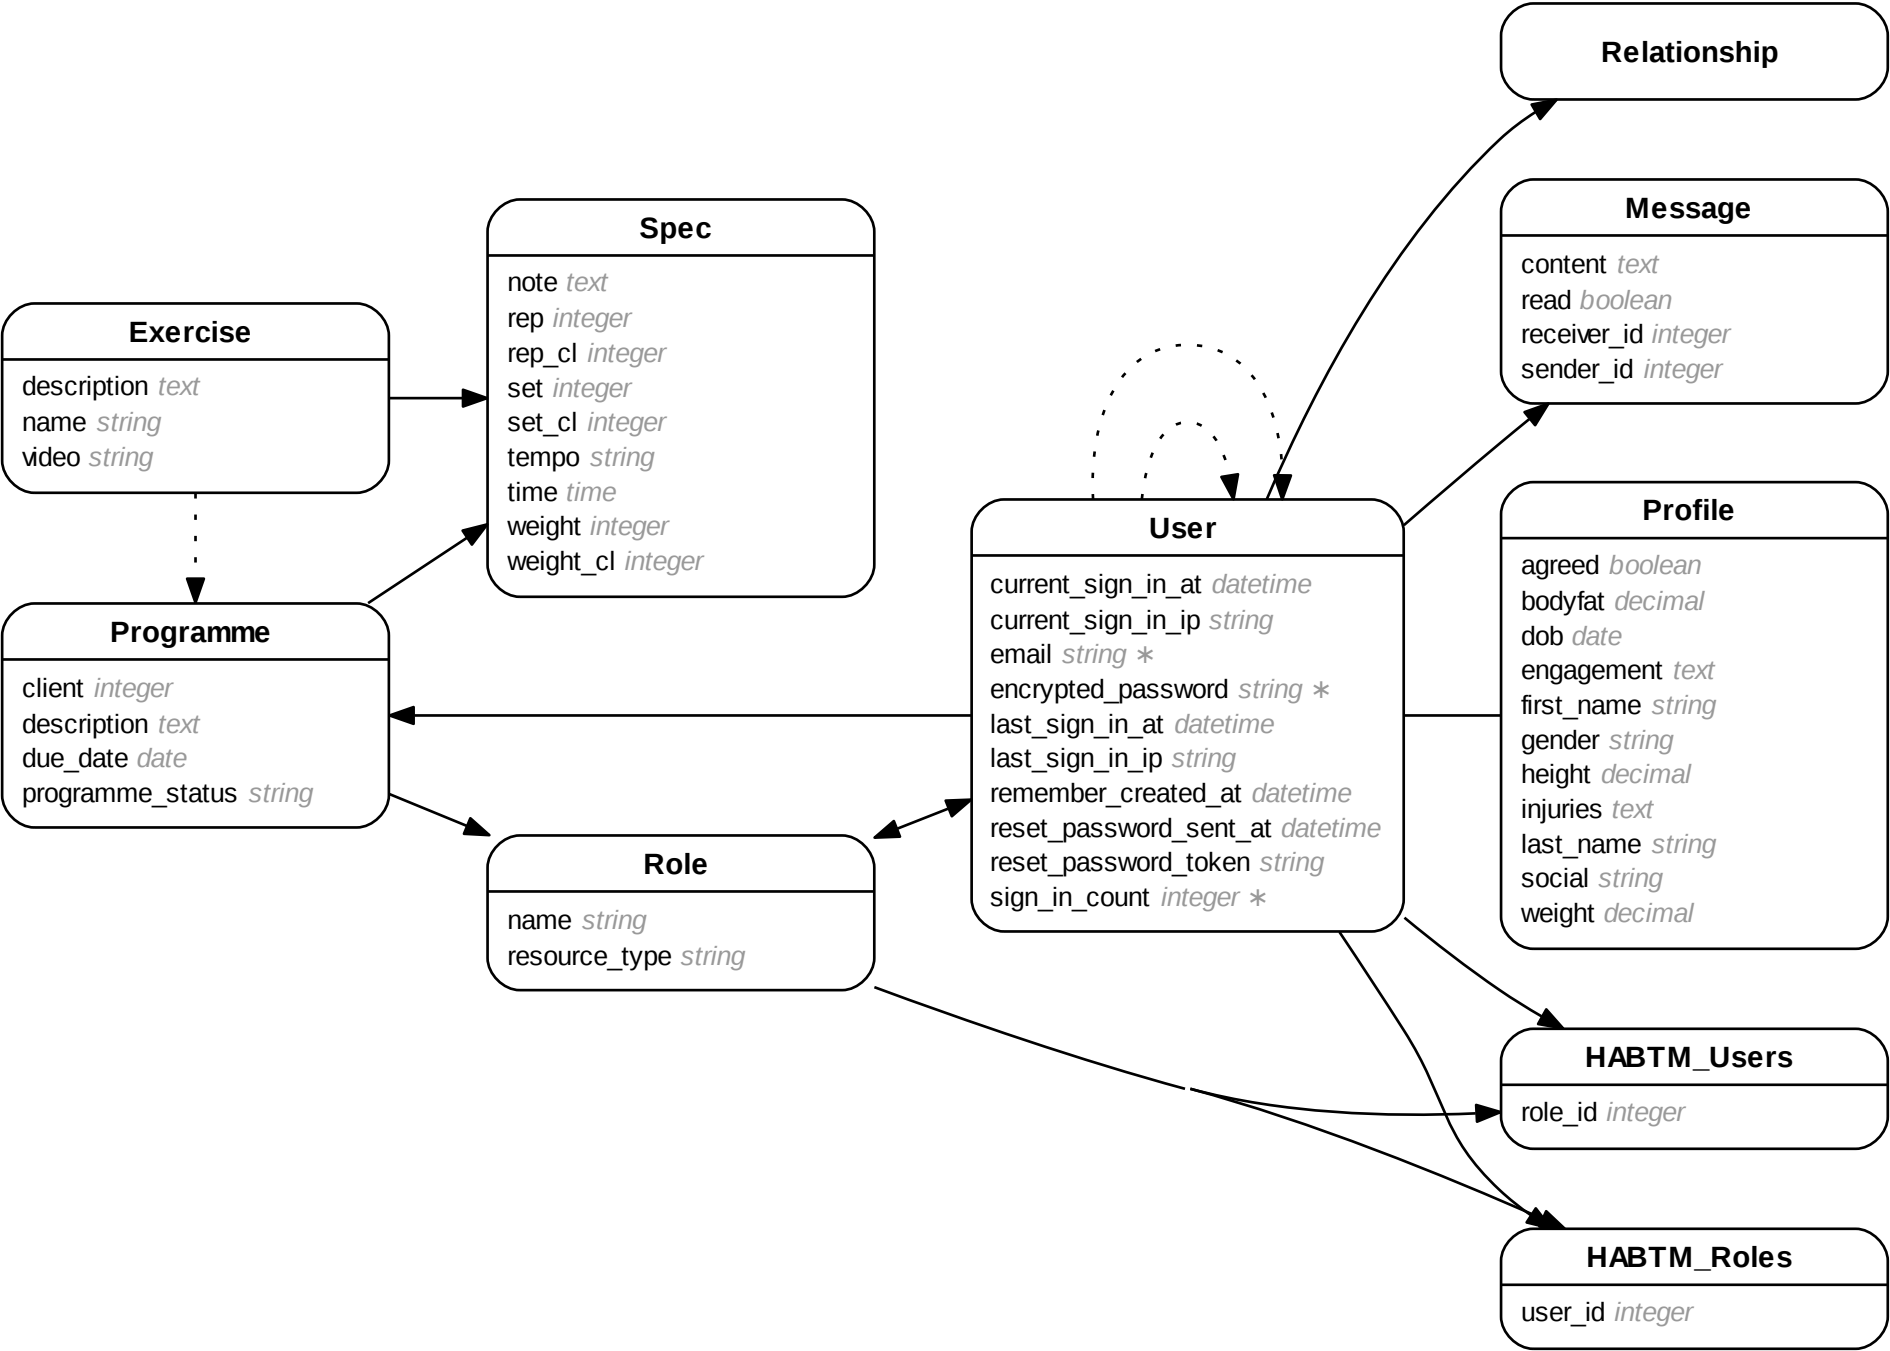 Relationship
Message
content text
read boolean
receiver_id integer
sender_id integer
Spec
note text
rep integer
rep_cl integer
set integer
set_cl integer
tempo string
time time
weight integer
weight_cl integer
Exercise
description text
name string
video string
Programme
client integer
description text
due_date date
programme_status string
User
current_sign_in_at datetime
current_sign_in_ip string
email string ∗
encrypted_password string ∗
last_sign_in_at datetime
last_sign_in_ip string
remember_created_at datetime
reset_password_sent_at datetime
reset_password_token string
sign_in_count integer ∗
Profile
agreed boolean
bodyfat decimal
dob date
engagement text
first_name string
gender string
height decimal
injuries text
last_name string
social string
weight decimal
Role
name string
resource_type string
HABTM_Users
role_id integer
HABTM_Roles
user_id integer